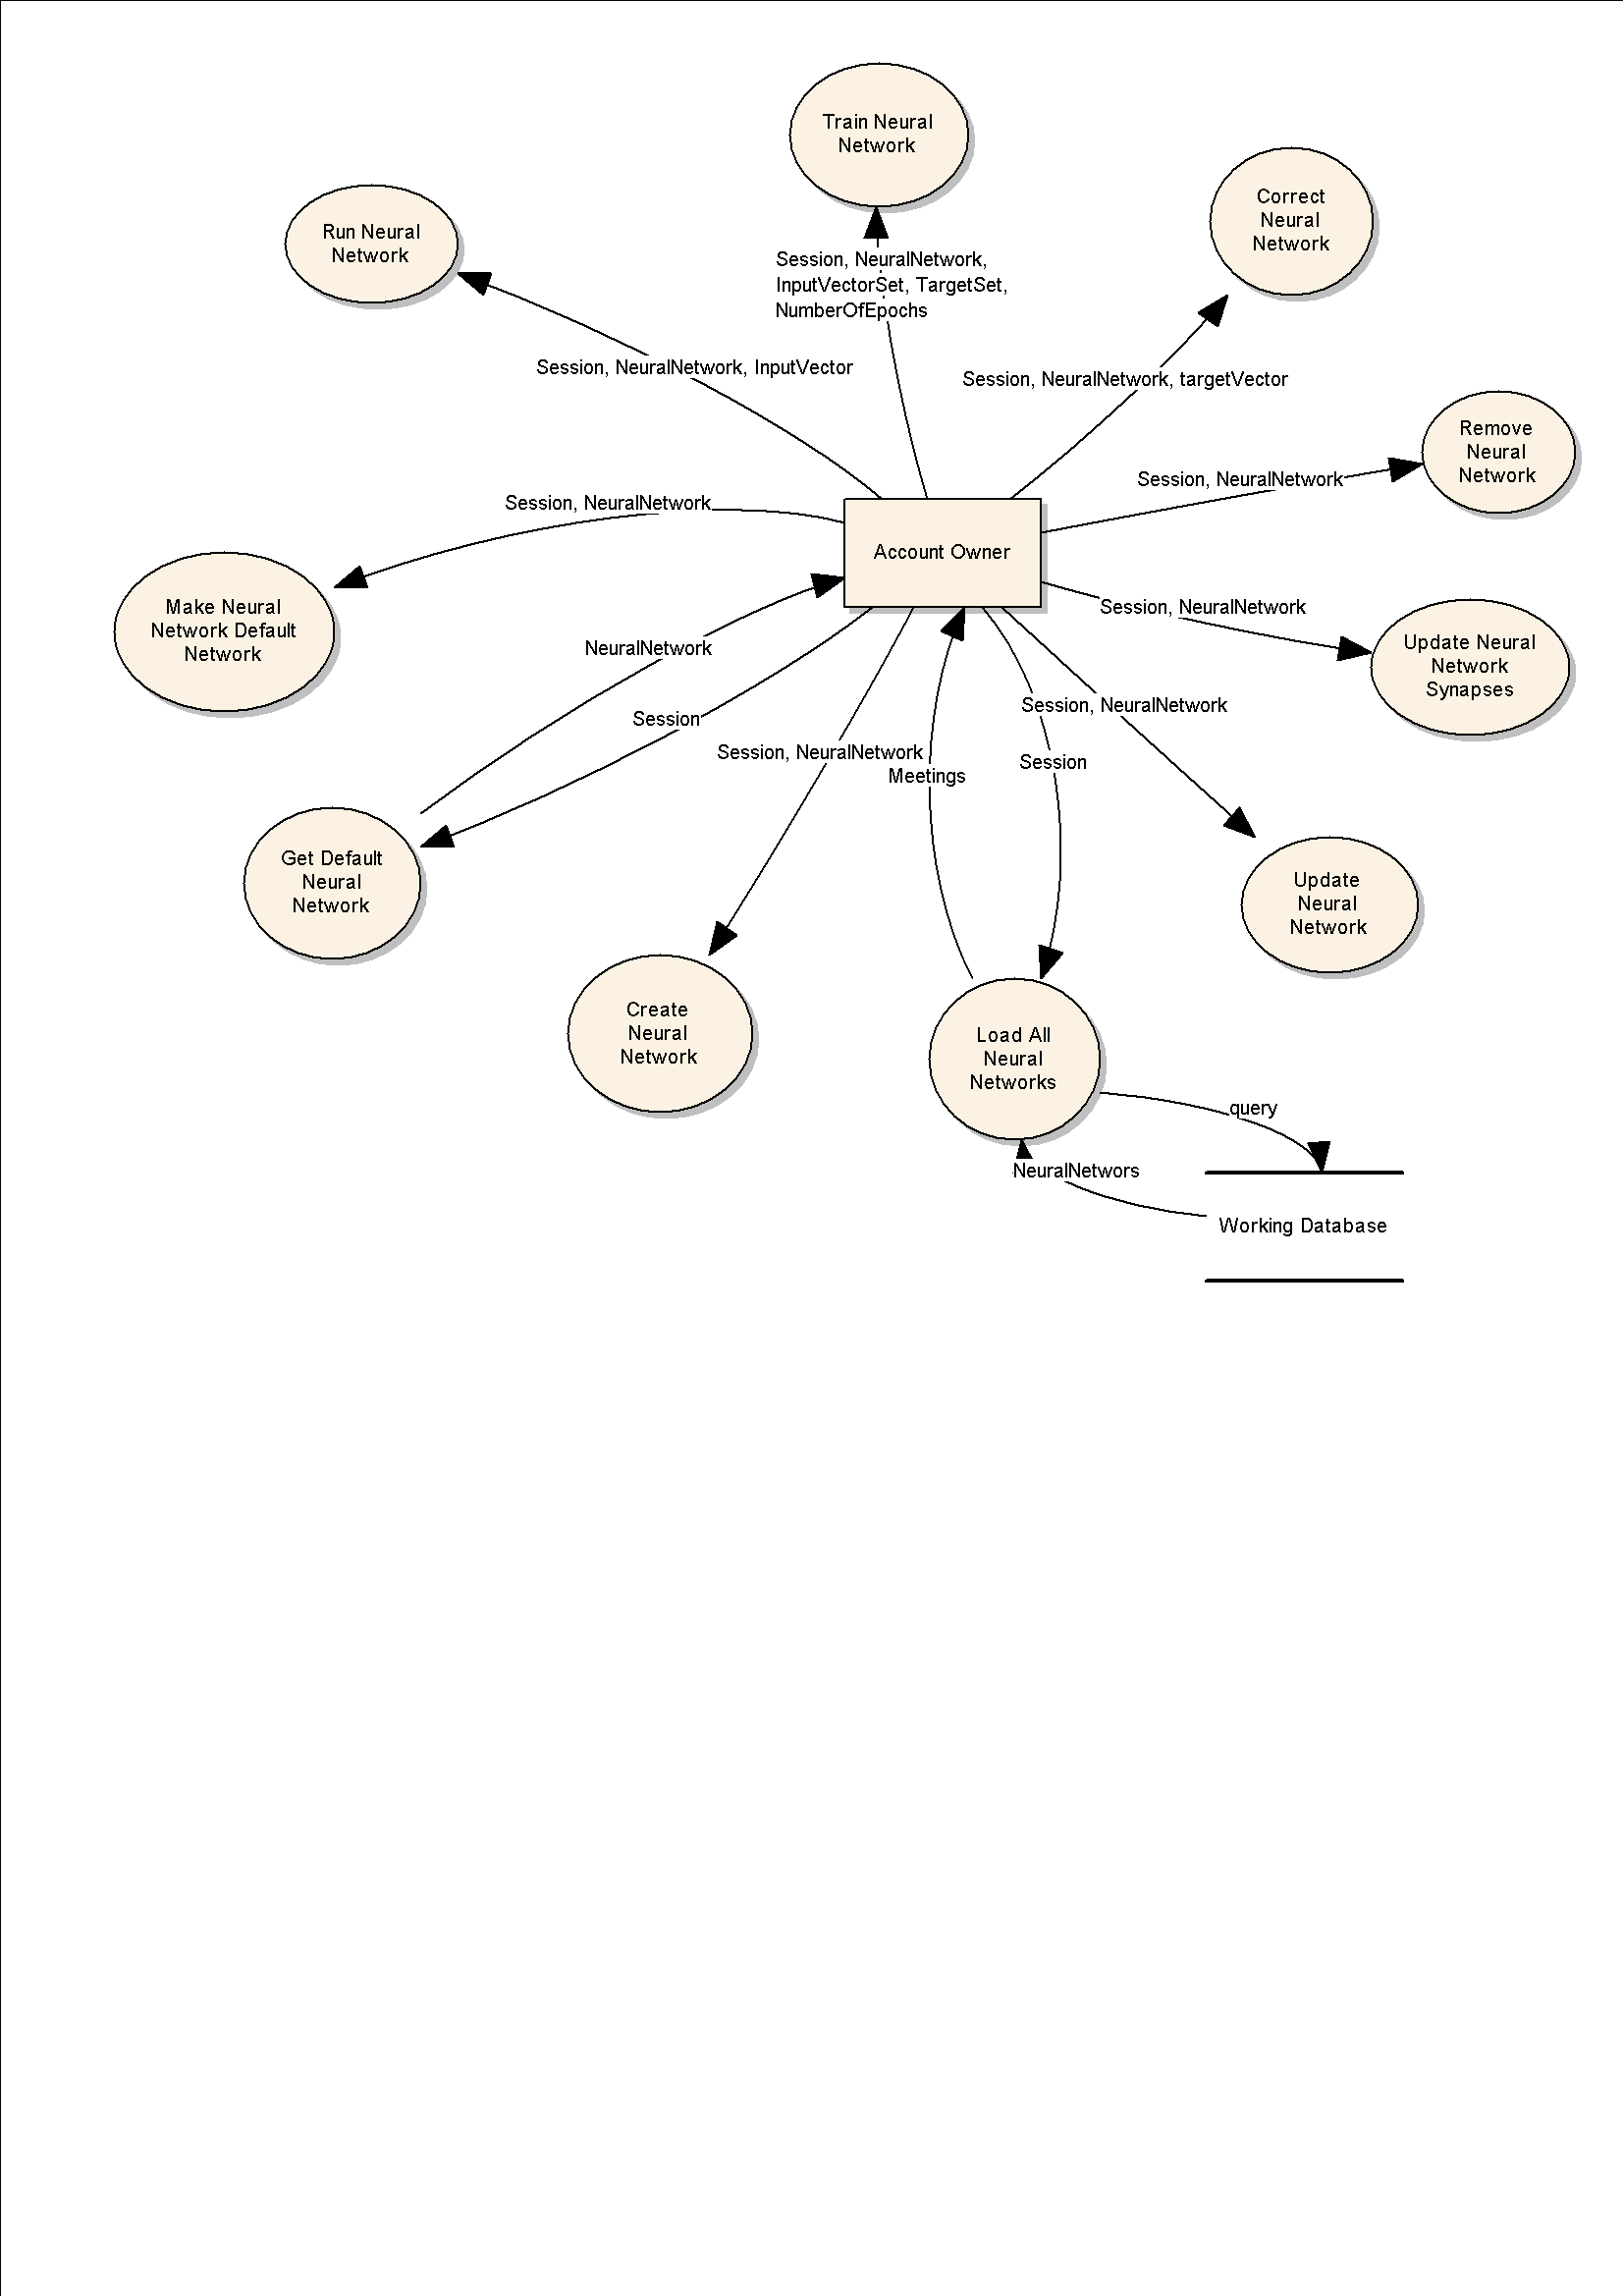 Train Neural
Network
Correct
Neural
Network
Run Neural
Network
Session, NeuralNetwork,
InputVectorSet, TargetSet,
NumberOfEpochs
Session, NeuralNetwork, InputVector
Session, NeuralNetwork, targetVector
Remove
Neural
Network
Session, NeuralNetwork
Session, NeuralNetwork
Account Owner
Make Neural
Network Default
Network
Session, NeuralNetwork
Update Neural
Network
Synapses
NeuralNetwork
Session
Session, NeuralNetwork
Session, NeuralNetwork
Meetings
Session
Get Default
Neural
Network
Update
Neural
Network
Create
Neural
Network
Load All
Neural
Networks
query
NeuralNetwors
Working Database